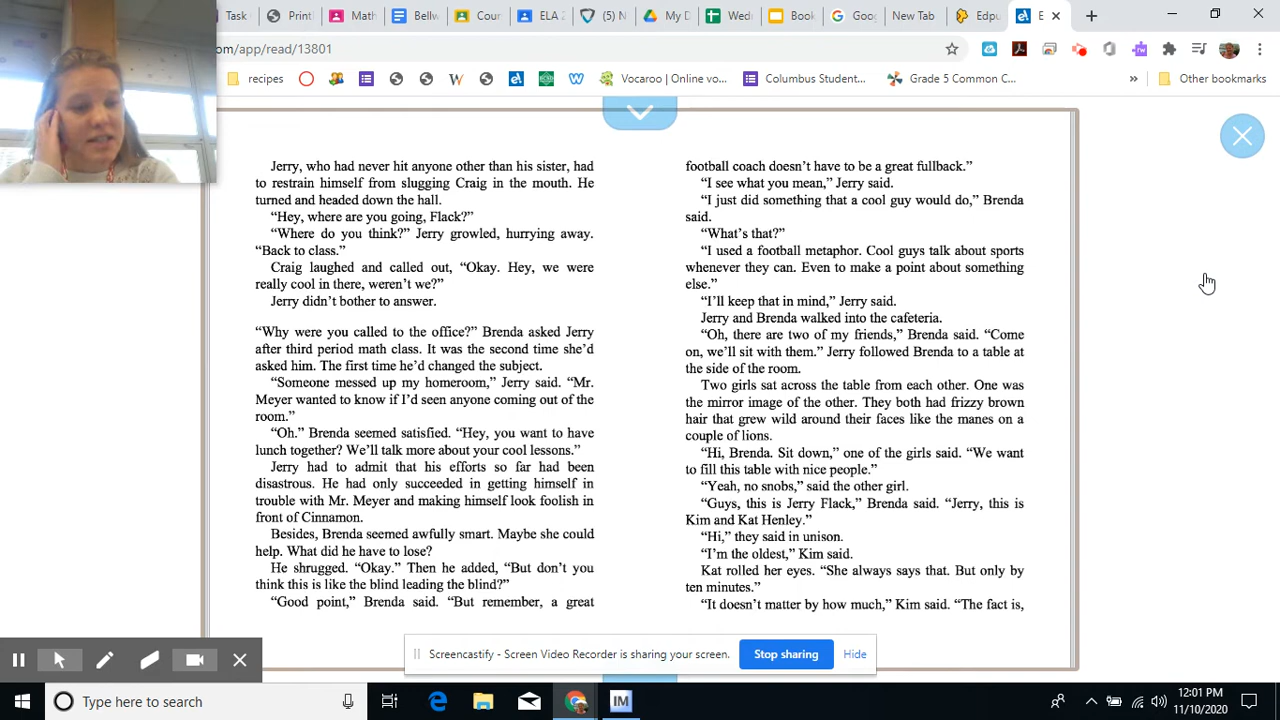 Task
Print
Math
Bellw
Cour
ELA 2
(5) N
My D
Wed
Book
Goog
New Tab
Edpu
E
om/app/read/13801
recipes
Vocaroo | Online vo...
Columbus Student...
Grade 5 Common C...
»
Other bookmarks
Jerry, who had never hit anyone other than his sister, had
to restrain himself from slugging Craig in the mouth. He
turned and headed down the hall.
“Hey, where are you going, Flack?”
“Where do you think?” Jerry growled, hurrying away.
“Back to class.”
Craig laughed and called out, “Okay. Hey, we were
really cool in there, weren’t we?”
Jerry didn’t bother to answer.
“Why were you called to the office?” Brenda asked Jerry
after third period math class. It was the second time she’d
asked him. The first time he’d changed the subject.
“Someone messed up my homeroom,” Jerry said. “Mr.
Meyer wanted to know if I’d seen anyone coming out of the
room.”
“Oh.” Brenda seemed satisfied. “Hey, you want to have
lunch together? We’ll talk more about your cool lessons.”
Jerry had to admit that his efforts so far had been
disastrous. He had only succeeded in getting himself in
trouble with Mr. Meyer and making himself look foolish in
front of Cinnamon.
Besides, Brenda seemed awfully smart. Maybe she could
help. What did he have to lose?
He shrugged. “Okay.” Then he added, “But don’t you
think this is like the blind leading the blind?”
“Good point,” Brenda said. “But remember, a great
football coach doesn’t have to be a great fullback.”
“I see what you mean,” Jerry said.
“I just did something that a cool guy would do,” Brenda
said.
“What’s that?”
“I used a football metaphor. Cool guys talk about sports
whenever they can. Even to make a point about something
else.”
“I’ll keep that in mind,” Jerry said.
Jerry and Brenda walked into the cafeteria.
“Oh, there are two of my friends,” Brenda said. “Come
on, we’ll sit with them.” Jerry followed Brenda to a table at
the side of the room.
Two girls sat across the table from each other. One was
the mirror image of the other. They both had frizzy brown
hair that grew wild around their faces like the manes on a
couple of lions.
“Hi, Brenda. Sit down,” one of the girls said. “We want
to fill this table with nice people.”
“Yeah, no snobs,” said the other girl.
“Guys, this is Jerry Flack,” Brenda said. “Jerry, this is
Kim and Kat Henley.”
“Hi,” they said in unison.
“I’m the oldest,” Kim said.
Kat rolled her eyes. “She always says that. But only by
ten minutes.”
“It doesn’t matter by how much,” Kim said. “The fact is,
Screencastify - Screen Video Recorder is sharing your screen.
Stop sharing
Hide
Type here to search
IM
12:01 PM
11/10/2020